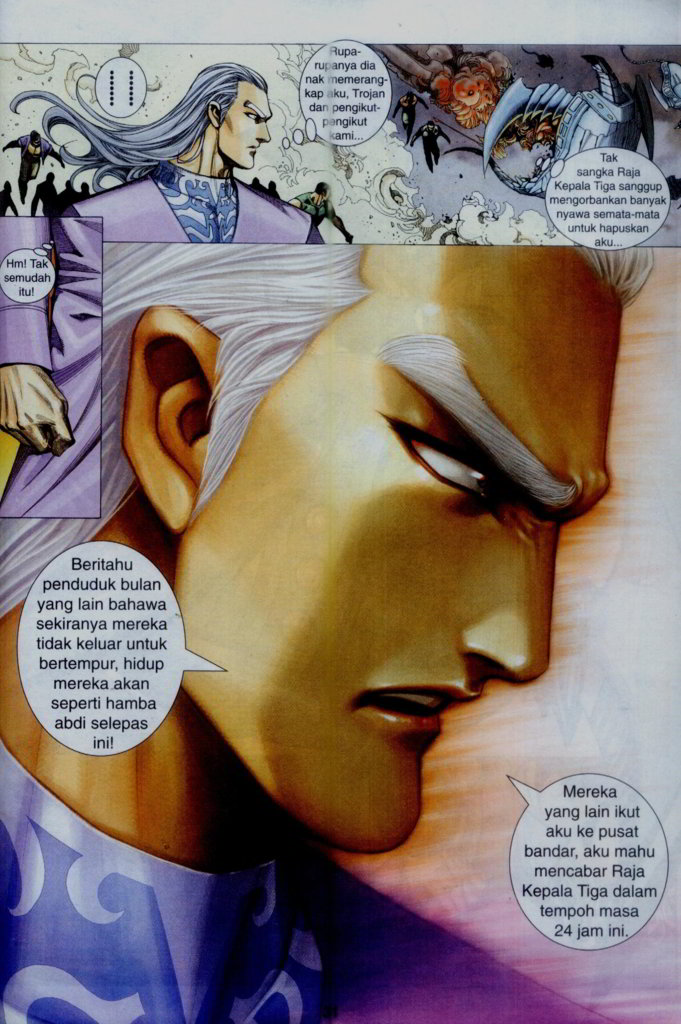 !!!!
!!!!
Rupa-
rupanya dia
nak memerang-
kap aku, Trojan
dan pengikut-
pengikut
kami...
Tak
sangka Raja
Kepala Tiga sanggup
mengorbankan banyak
nyawa semata-mata
untuk hapuskan
aku...
Hm! Tak
semudah
itu!
Beritahu
penduduk bulan
yang lain bahawa
sekiranya mereka
tidak keluar untuk
bertempur, hidup
mereka akan
seperti hamba
abdi selepas
ini!
Mereka
yang lain ikut
aku ke pusat
bandar, aku mahu
mencabar Raja
Kepala Tiga dalam
tempoh masa
24 jam ini.